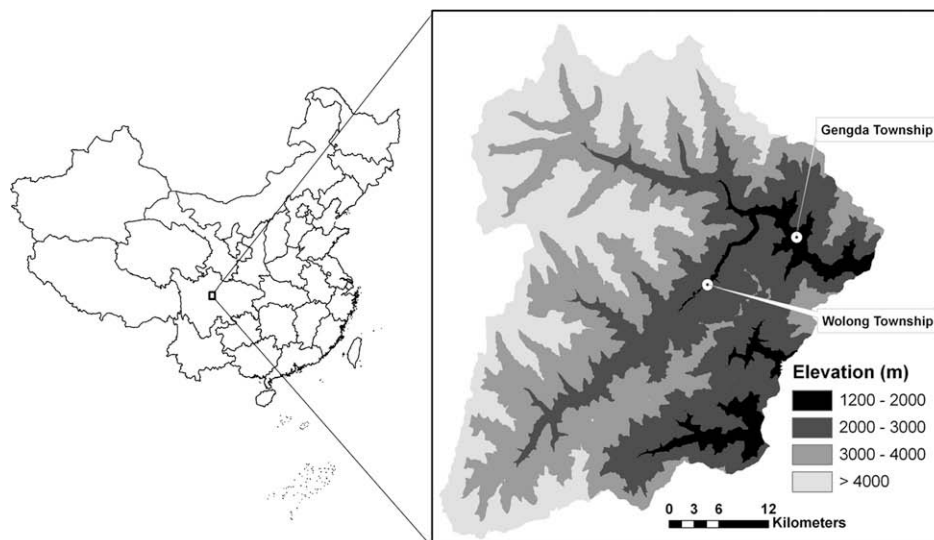 Gengda Township
Wolong Township
Elevation (m)
1200 - 2000
2000 - 3000
3000 - 4000
> 4000
0 3 6 12
Kilometers